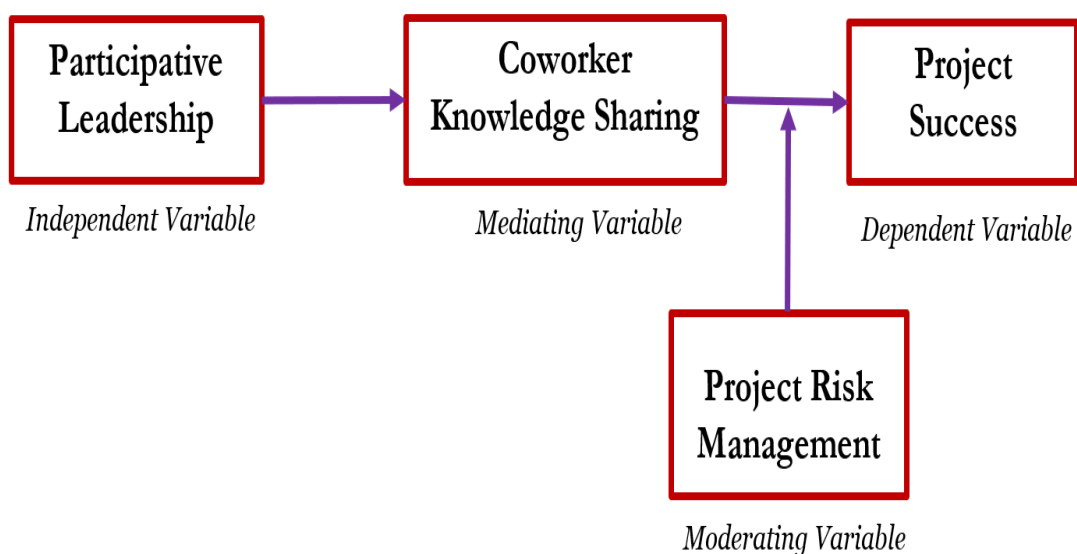 Participative
Leadership
Coworker
Knowledge Sharing
Project
Success
Independent Variable
Mediating Variable
Dependent Variable
Project Risk
Management
Moderating Variable